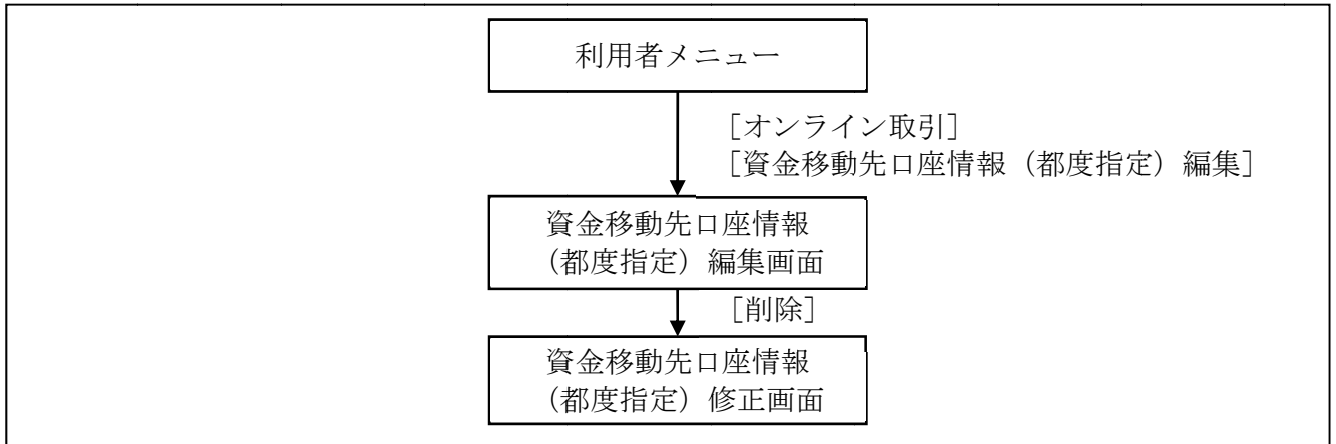 利用者メニュー
［オンライン取引］
［資金移動先口座情報（都度指定）編集］
資金移動先口座情報
（都度指定）編集画面
［削除］
資金移動先口座情報
（都度指定）修正画面